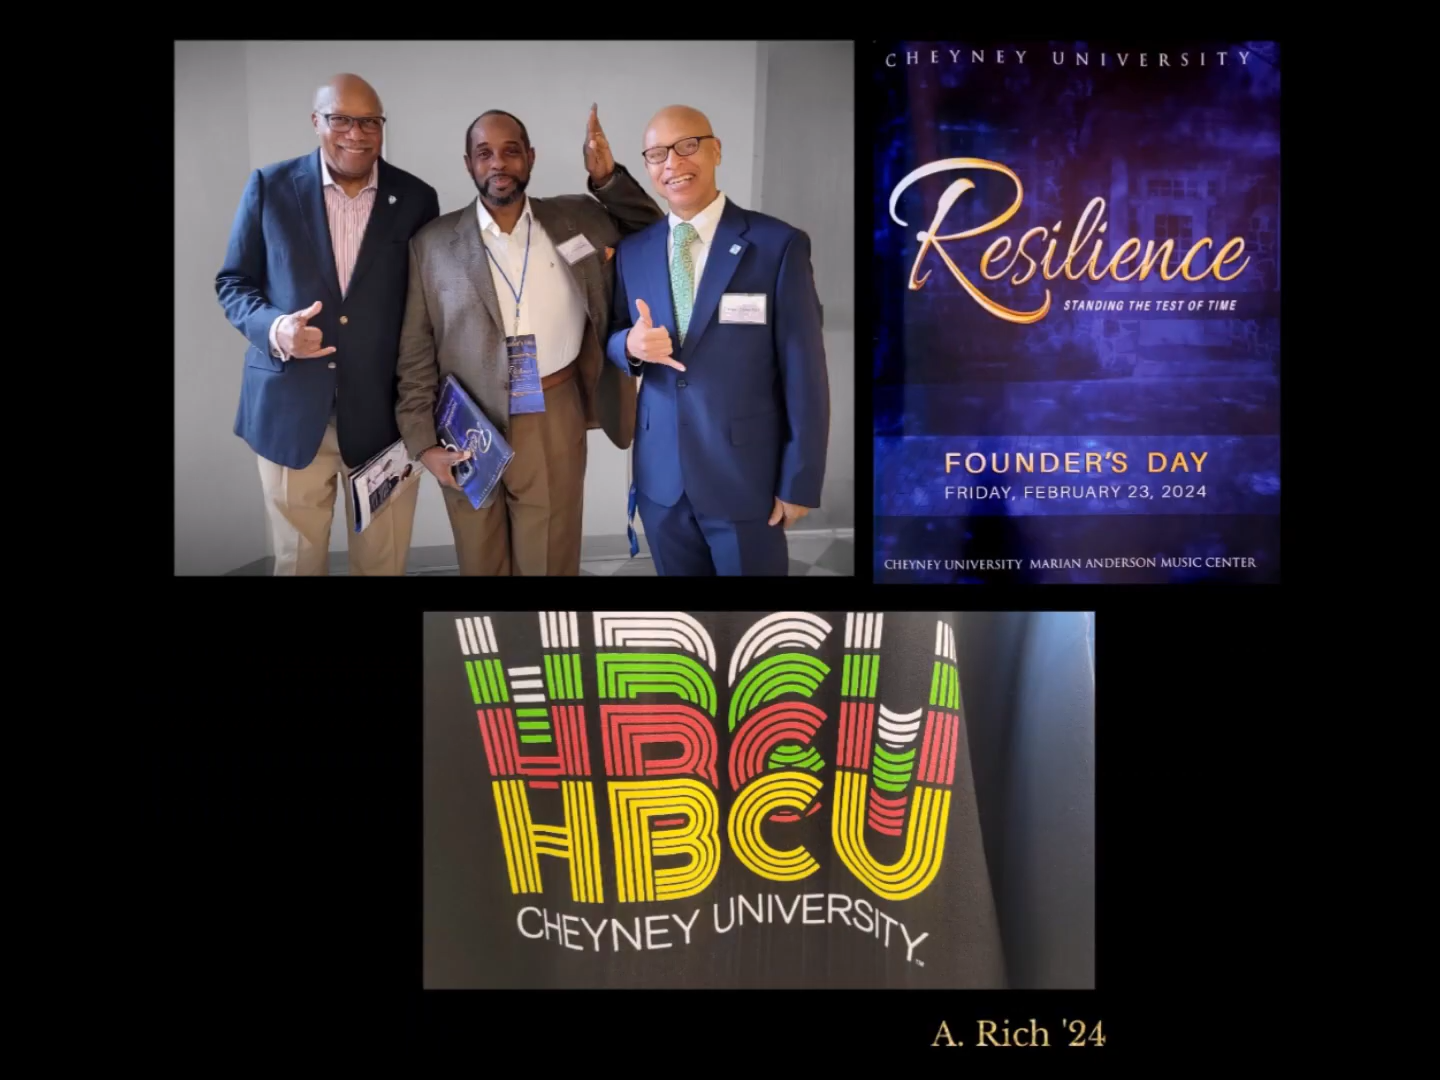 CHEYNEY UNIVERSITY
Resilience
STANDING THE TEST OF TIME
FOUNDER'S DAY
FRIDAY, FEBRUARY 23, 2024
CHEYNEY UNIVERSITY MARIAN ANDERSON MUSIC CENTER
HBCU
HBCU
HBCU
HBCU
CHEYNEY UNIVERSITY™
A. Rich '24